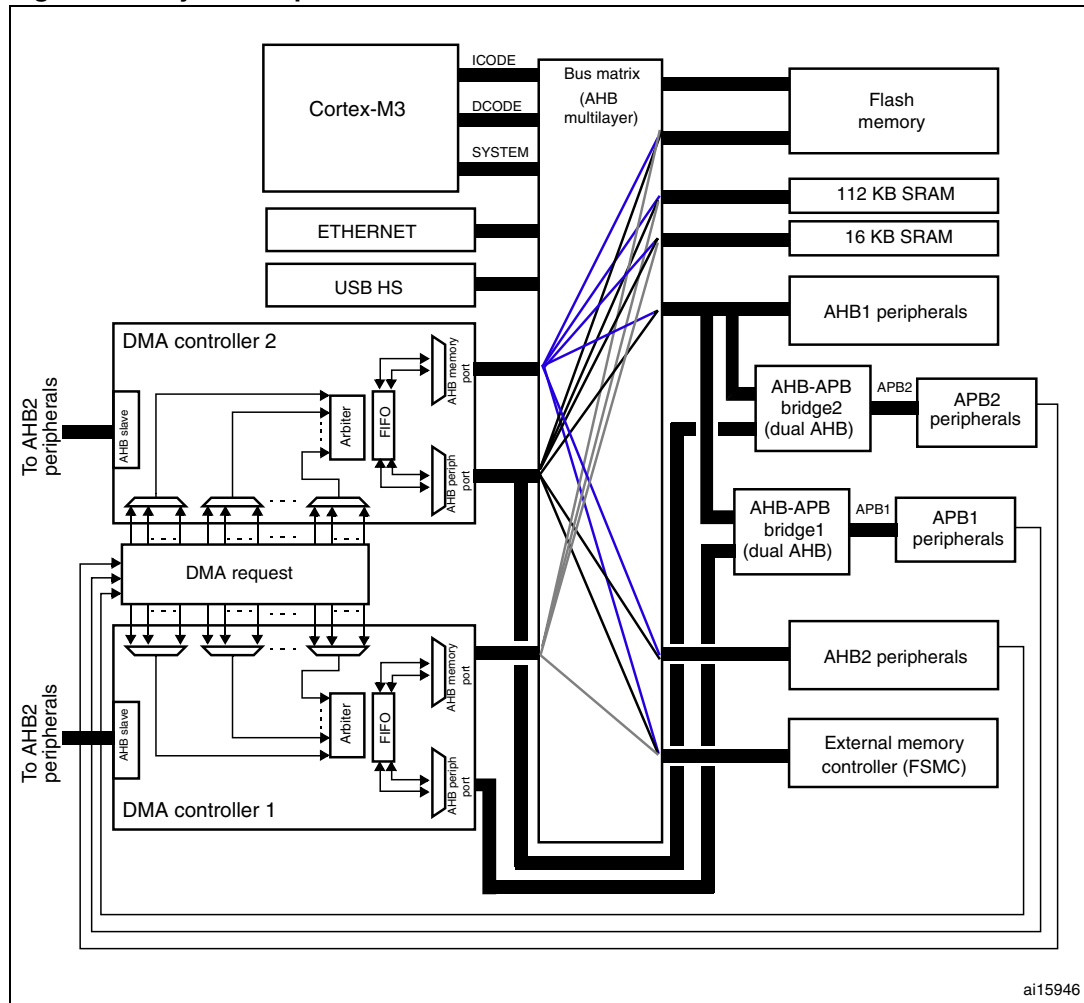 ICODE
DCODE
SYSTEM
Cortex-M3
Bus matrix
(AHB
multilayer)
Flash
memory
112 KB SRAM
16 KB SRAM
ETHERNET
USB HS
AHB1 peripherals
DMA controller 2
To AHB2
peripherals
AHB slave
Arbiter
FIFO
AHB memory
port
AHB periph
port
AHB-APB
bridge2
(dual AHB)
APB2
APB2
peripherals
AHB-APB
bridge1
(dual AHB)
APB1
APB1
peripherals
DMA request
To AHB2
peripherals
AHB slave
Arbiter
FIFO
AHB memory
port
AHB periph
port
DMA controller 1
AHB2 peripherals
External memory
controller (FSMC)
ai15946